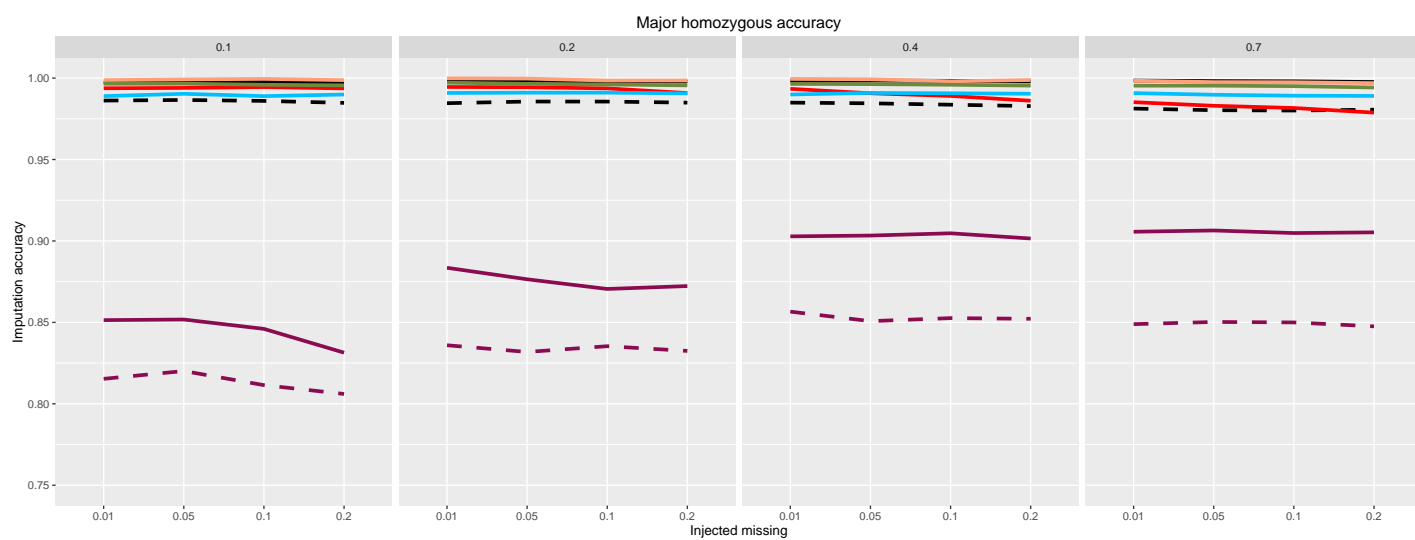 Major homozygous accuracy
0.1 0.2 0.4 0.7
1.00
0.95
0.90
0.85
0.80
0.75
Imputation accuracy
0.01 0.05 0.1 0.2 0.01 0.05 0.1 0.2 0.01 0.05 0.1 0.2 0.01 0.05 0.1 0.2
Injected missing